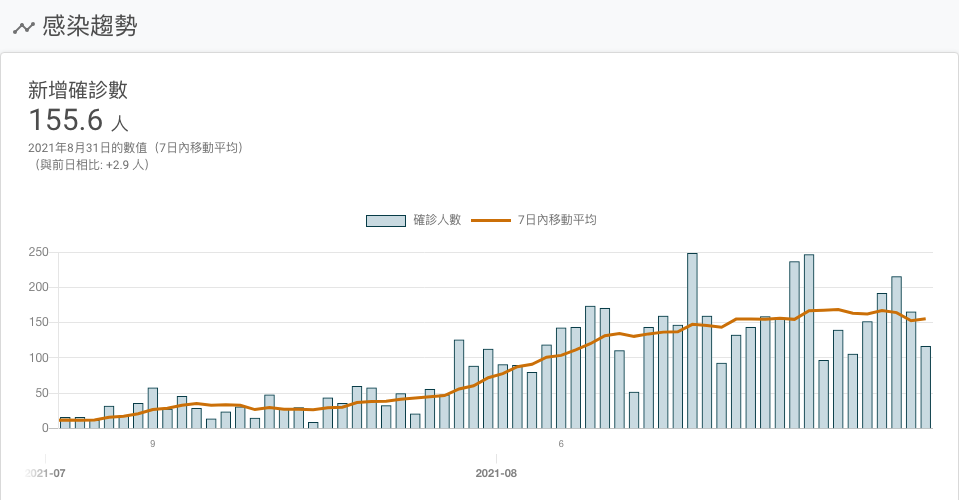 感染趨勢
新增確診數
155.6 人
2021年8月31日的數值（7日內移動平均）
（與前日相比: +2.9 人）
確診人數 7日內移動平均
250
200
150
100
50
0
9 6
2021-07 2021-08